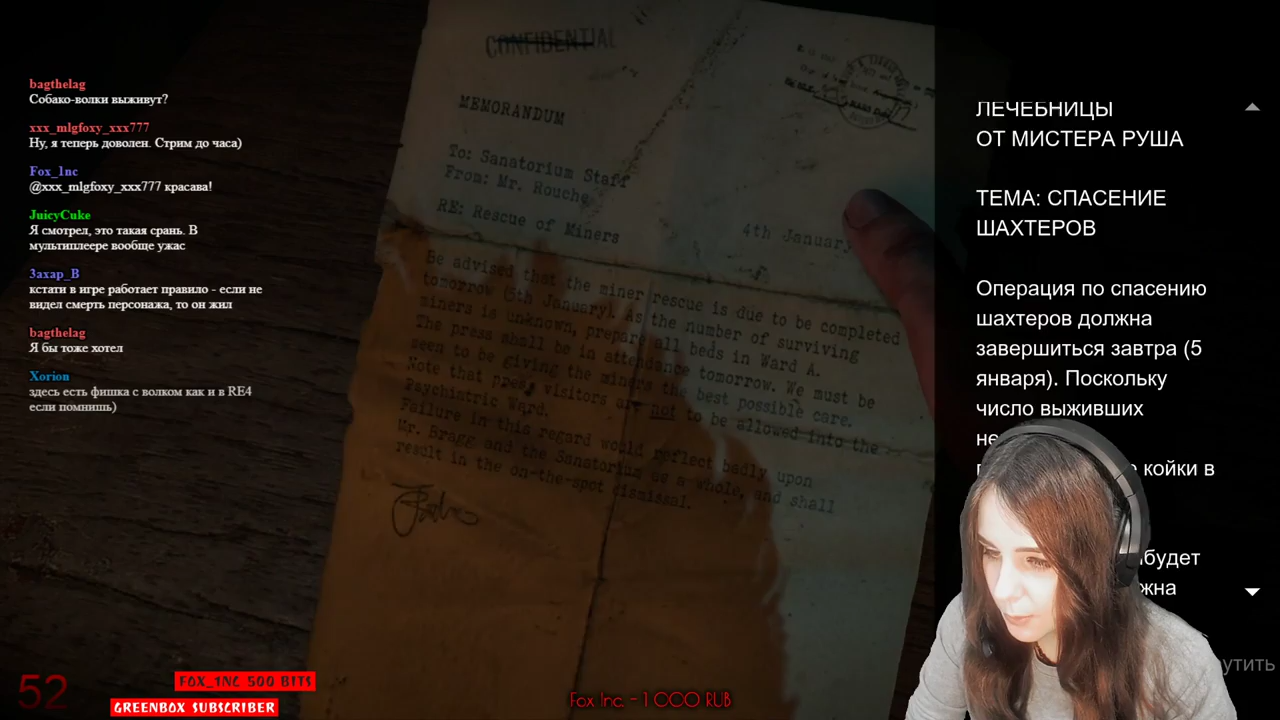 bagthelag
Собако-волки выживут?
xxx_mlgfoxy_xxx777
Ну, я теперь доволен. Стрим до часа)
Fox_1nc
@xxx_mlgfoxy_xxx777 красава!
JuicyCuke
Я смотрел, это такая срань. В
мультиплеере вообще ужас
3axap_B
кстати в игре работает правило - если не
видел смерть персонажа, то он жил
bagthelag
Я бы тоже хотел
Xorion
здесь есть фишка с волком как и в RE4
если помнишь)
52
FOX_1NC 500 BITS
GREENBOX SUBSCRIBER
Fox Inc. - 1 000 RUB
CONFIDENTIAL
MEMORANDUM
To: Sanatorium Staff
From: Mr. Rouche
RE: Rescue of Miners
4th January
Be advised that the miner rescue is due to be completed
tomorrow (5th January). As the number of surviving
miners is unknown, prepare all beds in Ward A.
The press shall be in attendance tomorrow. We must be
seen to be giving the miners the best possible care.
Note that press visitors are not to be allowed into the
Psychiatric Ward.
Failure in this regard would reflect badly upon
Mr. Bragg and the Sanatorium as a whole, and shall
result in the on-the-spot dismissal.
ЛЕЧЕБНИЦЫ
ОТ МИСТЕРА РУША
ТЕМА: СПАСЕНИЕ
ШАХТЕРОВ
Операция по спасению
шахтеров должна
завершиться завтра (5
января). Поскольку
число выживших
койки в